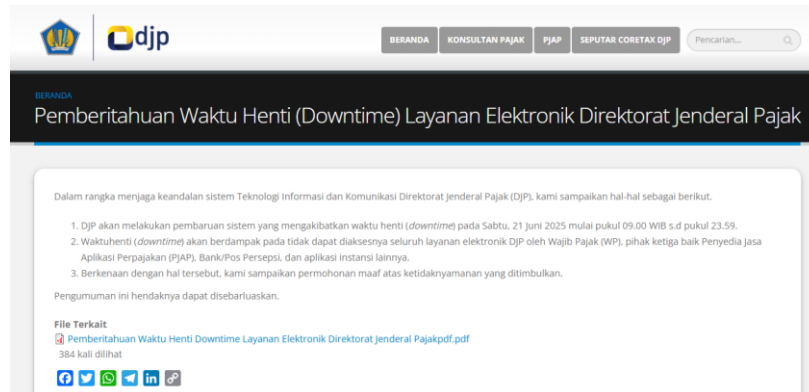 djp
BERANDA KONSULTAN PAJAK PJAP SEPUTAR CORETAX DJP Pencarian...
BERANDA
Pemberitahuan Waktu Henti (Downtime) Layanan Elektronik Direktorat Jenderal Pajak
Dalam rangka menjaga keandalan sistem Teknologi Informasi dan Komunikasi Direktorat Jenderal Pajak (DJP), kami sampaikan hal-hal sebagai berikut.
1. DJP akan melakukan pembaruan sistem yang mengakibatkan waktu henti (downtime) pada Sabtu, 21 Juni 2025 mulai pukul 09.00 WIB s.d pukul 23.59.
2. Waktuhenti (downtime) akan berdampak pada tidak dapat diaksesnya seluruh layanan elektronik DJP oleh Wajib Pajak (WP), pihak ketiga baik Penyedia Jasa
Aplikasi Perpajakan (PJAP), Bank/Pos Persepsi, dan aplikasi instansi lainnya.
3. Berkenaan dengan hal tersebut, kami sampaikan permohonan maaf atas ketidaknyamanan yang ditimbulkan.
Pengumuman ini hendaknya dapat disebarluaskan.
File Terkait
Pemberitahuan Waktu Henti Downtime Layanan Elektronik Direktorat Jenderal Pajakpdf.pdf
384 kali dilihat